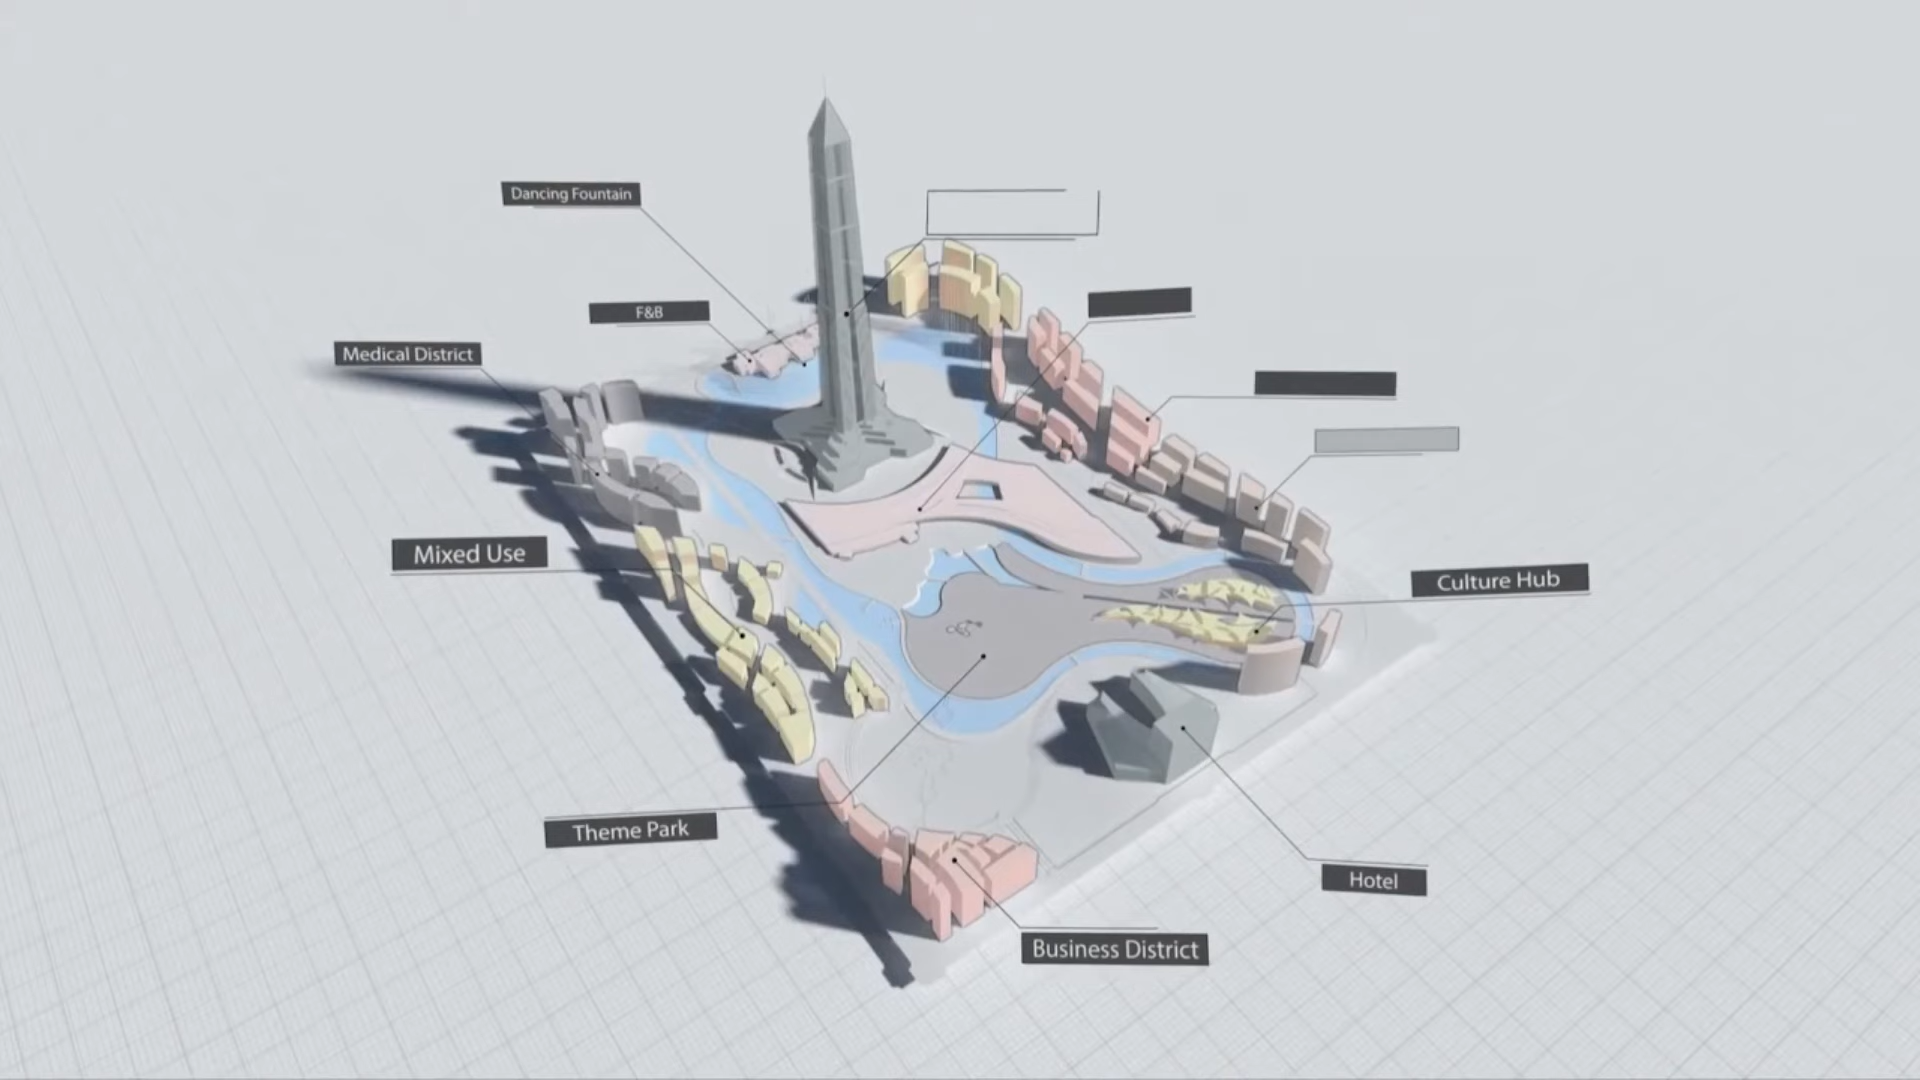 Dancing Fountain
F&B
Medical District
Mixed Use
Culture Hub
Theme Park
Hotel
Business District